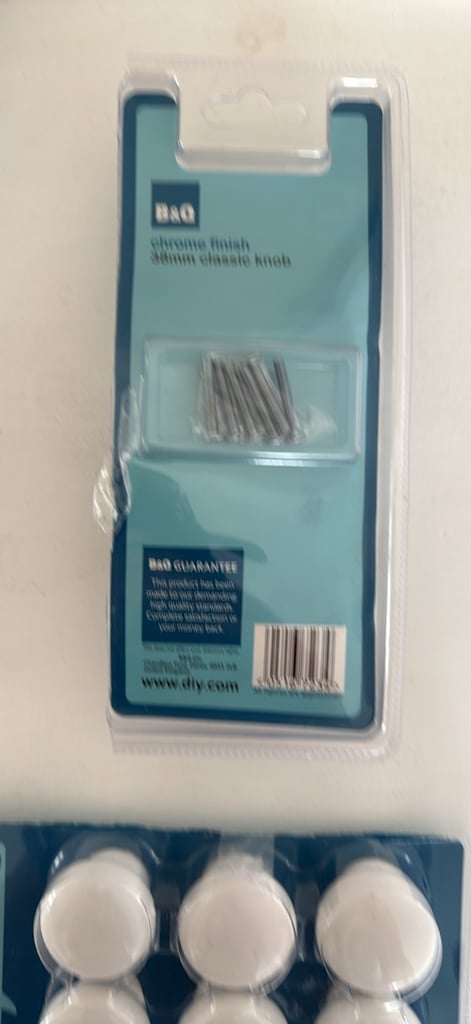 B&Q
chrome finish
38mm classic knob
B&Q GUARANTEE
This product has been
made to our demanding
high quality standards.
Complete satisfaction or
your money back.
www.diy.com